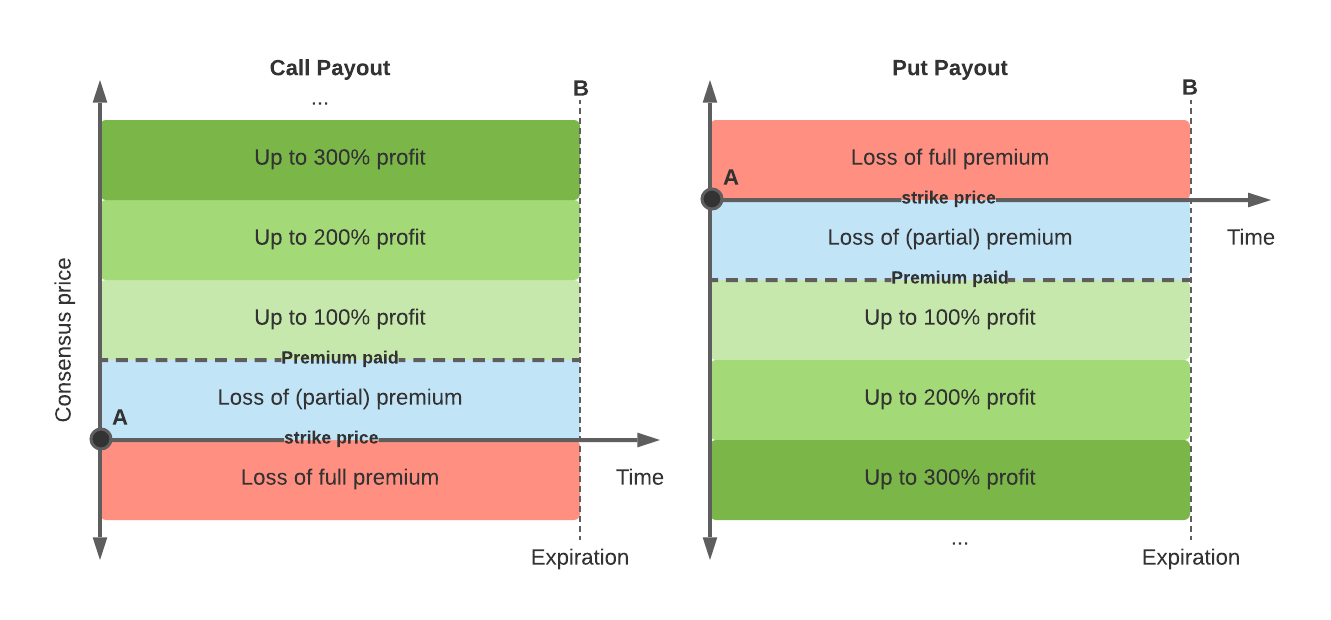 Call Payout
...
B
Up to 300% profit
Up to 200% profit
Up to 100% profit
Premium paid
Loss of (partial) premium
A
strike price
Loss of full premium
Time
Expiration
Consensus price
Put Payout
B
Loss of full premium
A
strike price
Loss of (partial) premium
Time
Premium paid
Up to 100% profit
Up to 200% profit
Up to 300% profit
...
Expiration